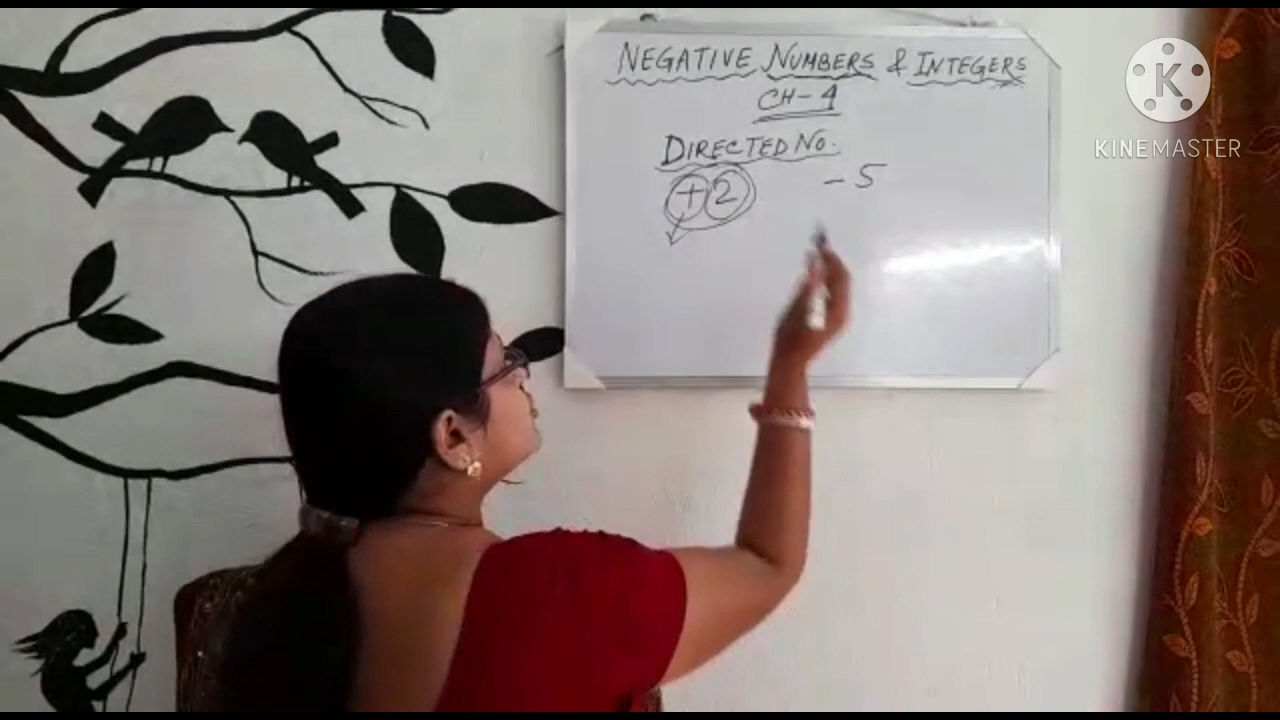 NEGATIVE NUMBERS & INTEGERS
CH-4
DIRECTED NO.
+2 -5
K
KINEMASTER